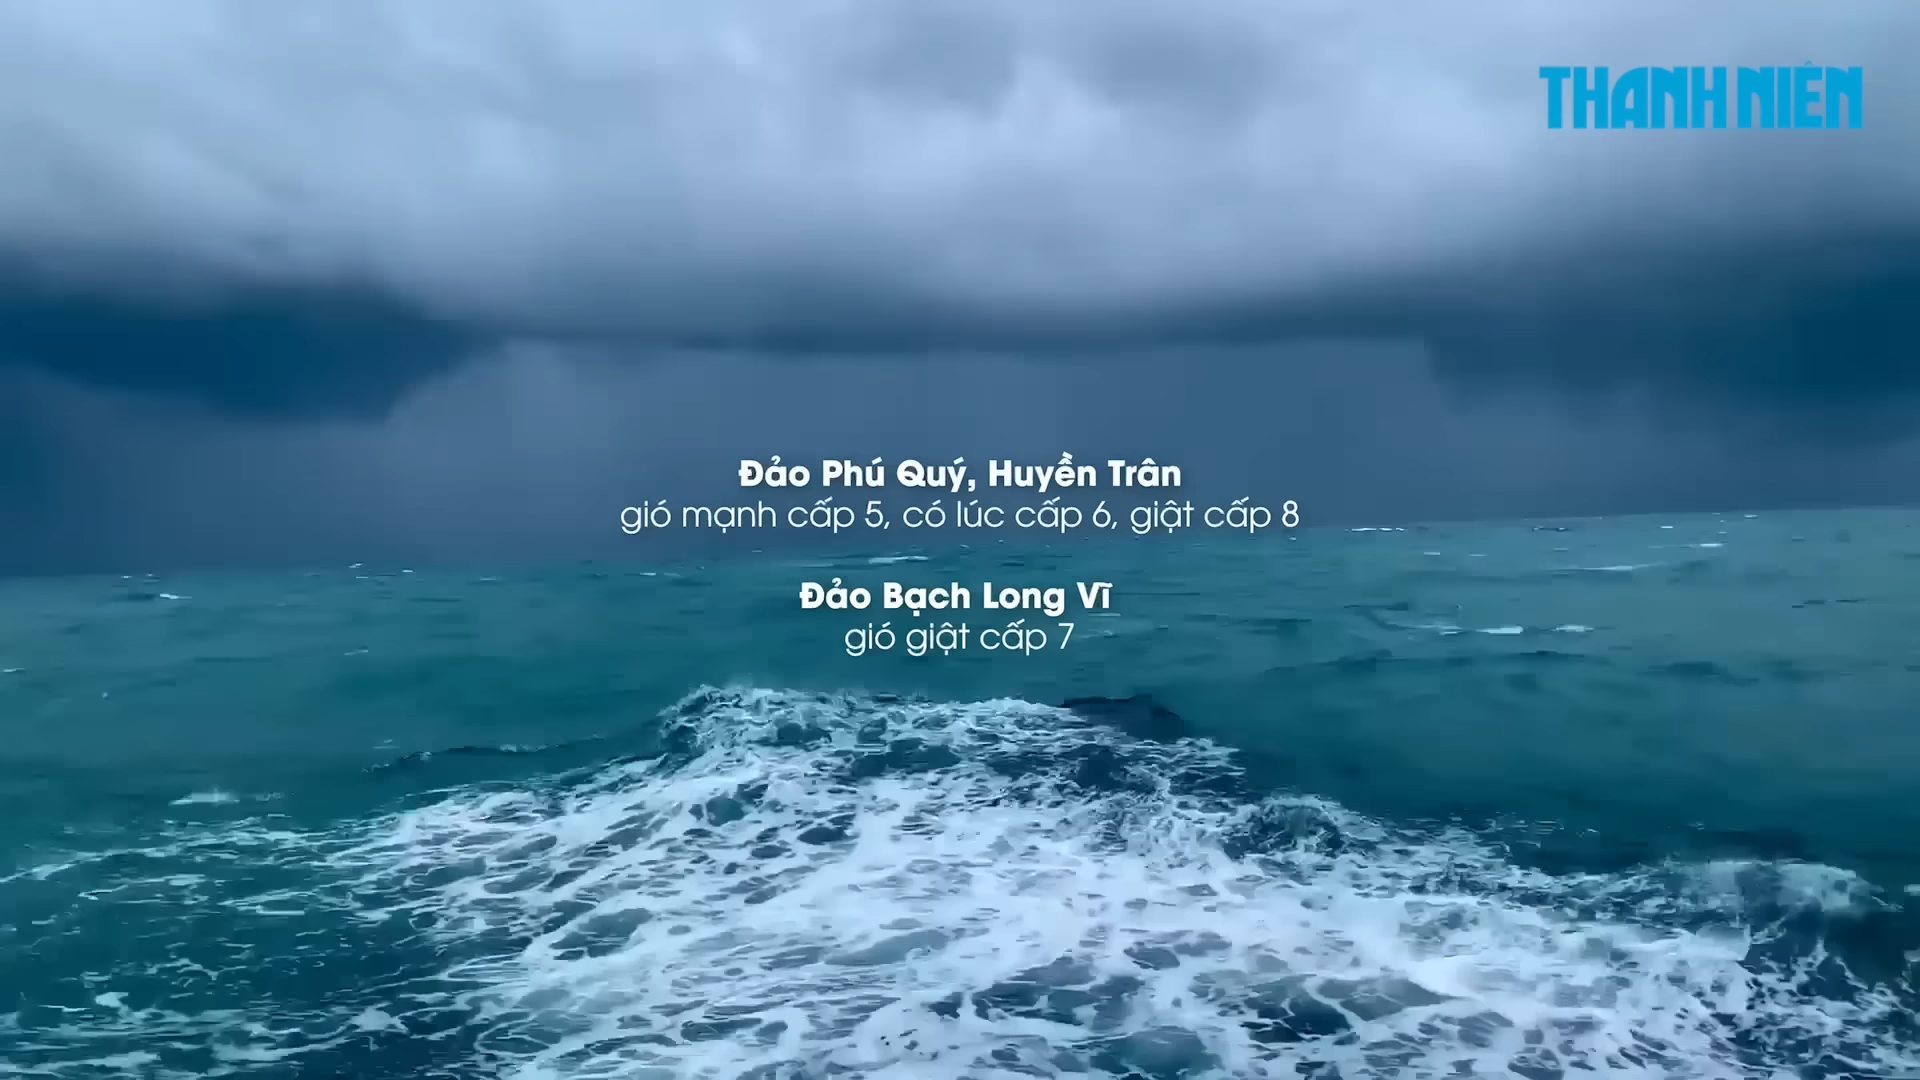 THANH NIÊN
Đảo Phú Quý, Huyền Trân
gió mạnh cấp 5, có lúc cấp 6, giật cấp 8
Đảo Bạch Long Vĩ
gió giật cấp 7